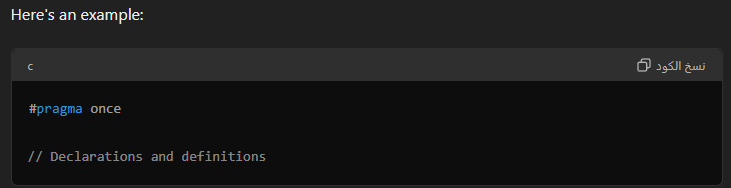 Here's an example:
c
نسخ الكود
#pragma once
// Declarations and definitions